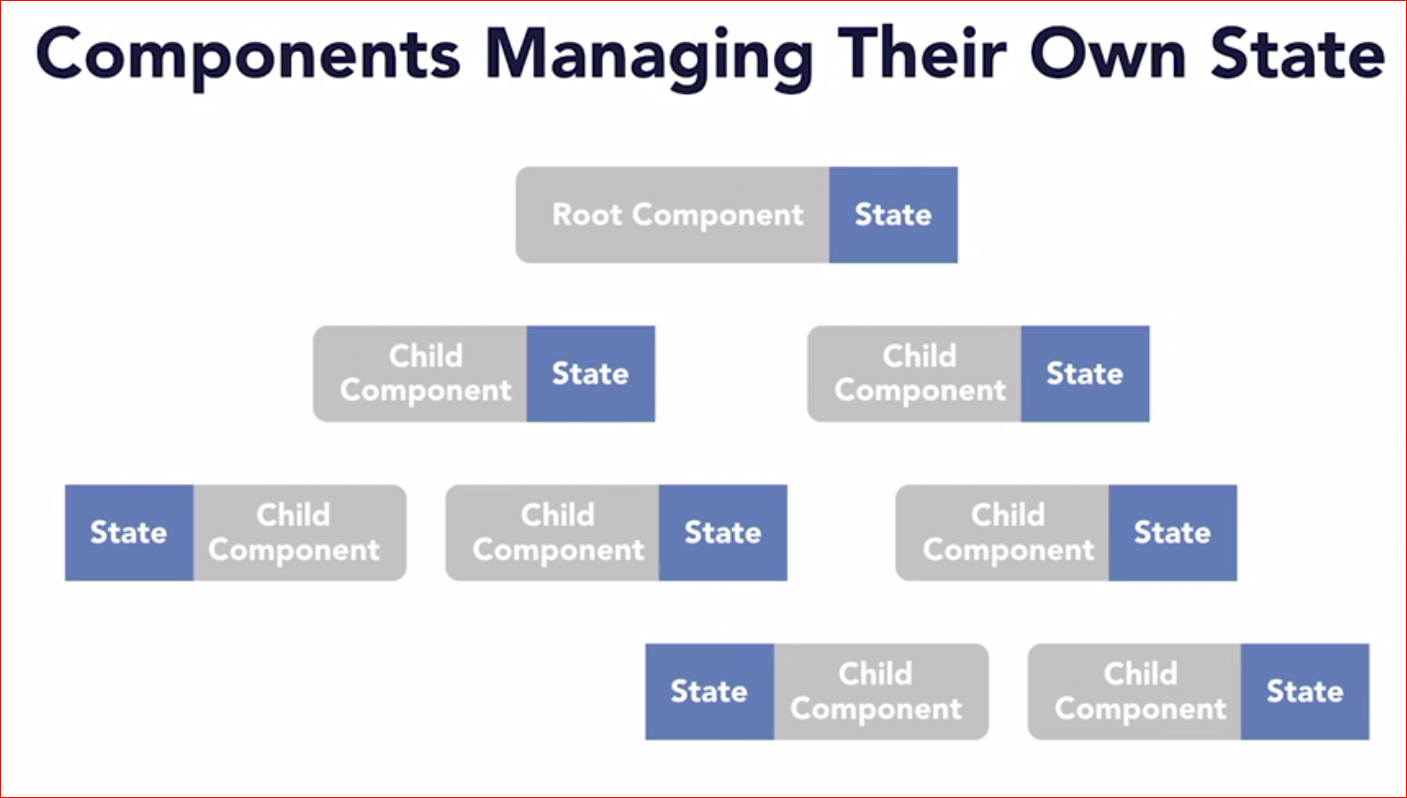 Components Managing Their Own State
Root Component State
Child
Component
State
Child
Component
State
State
Child
Component
Child
Component
State
Child
Component
State
State
Child
Component
Child
Component
State